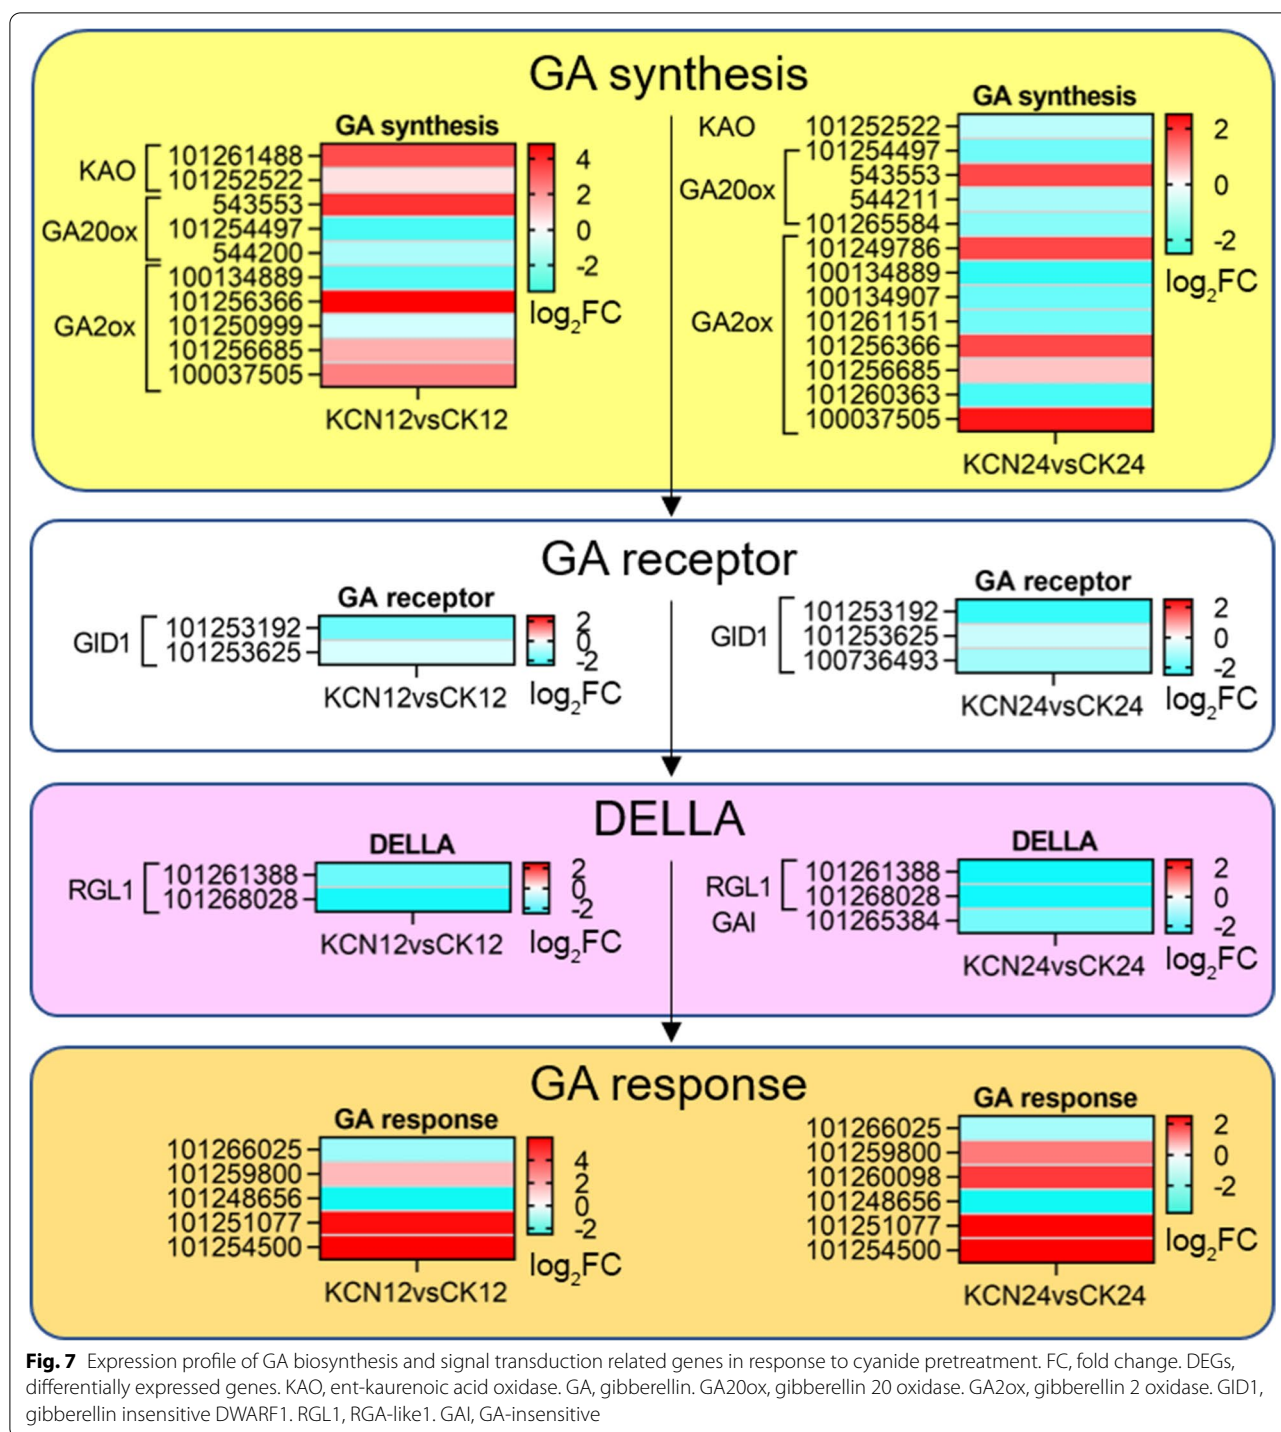 GA synthesis
GA synthesis
KAO
101261488
101252522
GA20ox
543553
101254497
544200
GA2ox
100134889
101256366
101250999
101256685
100037505
4
2
0
-2
log2FC
KCN12vsCK12
GA synthesis
KAO
101252522
GA20ox
101254497
543553
544211
101265584
GA2ox
101249786
100134889
100134907
101261151
101256366
101256685
101260363
100037505
2
0
-2
log2FC
KCN24vsCK24
GA receptor
GA receptor
GID1
101253192
101253625
2
0
-2
log2FC
KCN12vsCK12
GA receptor
GID1
101253192
101253625
100736493
2
0
-2
log2FC
KCN24vsCK24
DELLA
DELLA
RGL1
101261388
101268028
2
0
-2
log2FC
KCN12vsCK12
DELLA
RGL1
101261388
101268028
GAI
101265384
2
0
-2
log2FC
KCN24vsCK24
GA response
GA response
101266025
101259800
101248656
101251077
101254500
4
2
0
-2
log2FC
KCN12vsCK12
GA response
101266025
101259800
101260098
101248656
101251077
101254500
2
0
-2
log2FC
KCN24vsCK24
Fig. 7 Expression profile of GA biosynthesis and signal transduction related genes in response to cyanide pretreatment. FC, fold change. DEGs,
differentially expressed genes. KAO, ent-kaurenoic acid oxidase. GA, gibberellin. GA20ox, gibberellin 20 oxidase. GA2ox, gibberellin 2 oxidase. GID1,
gibberellin insensitive DWARF1. RGL1, RGA-like1. GAI, GA-insensitive